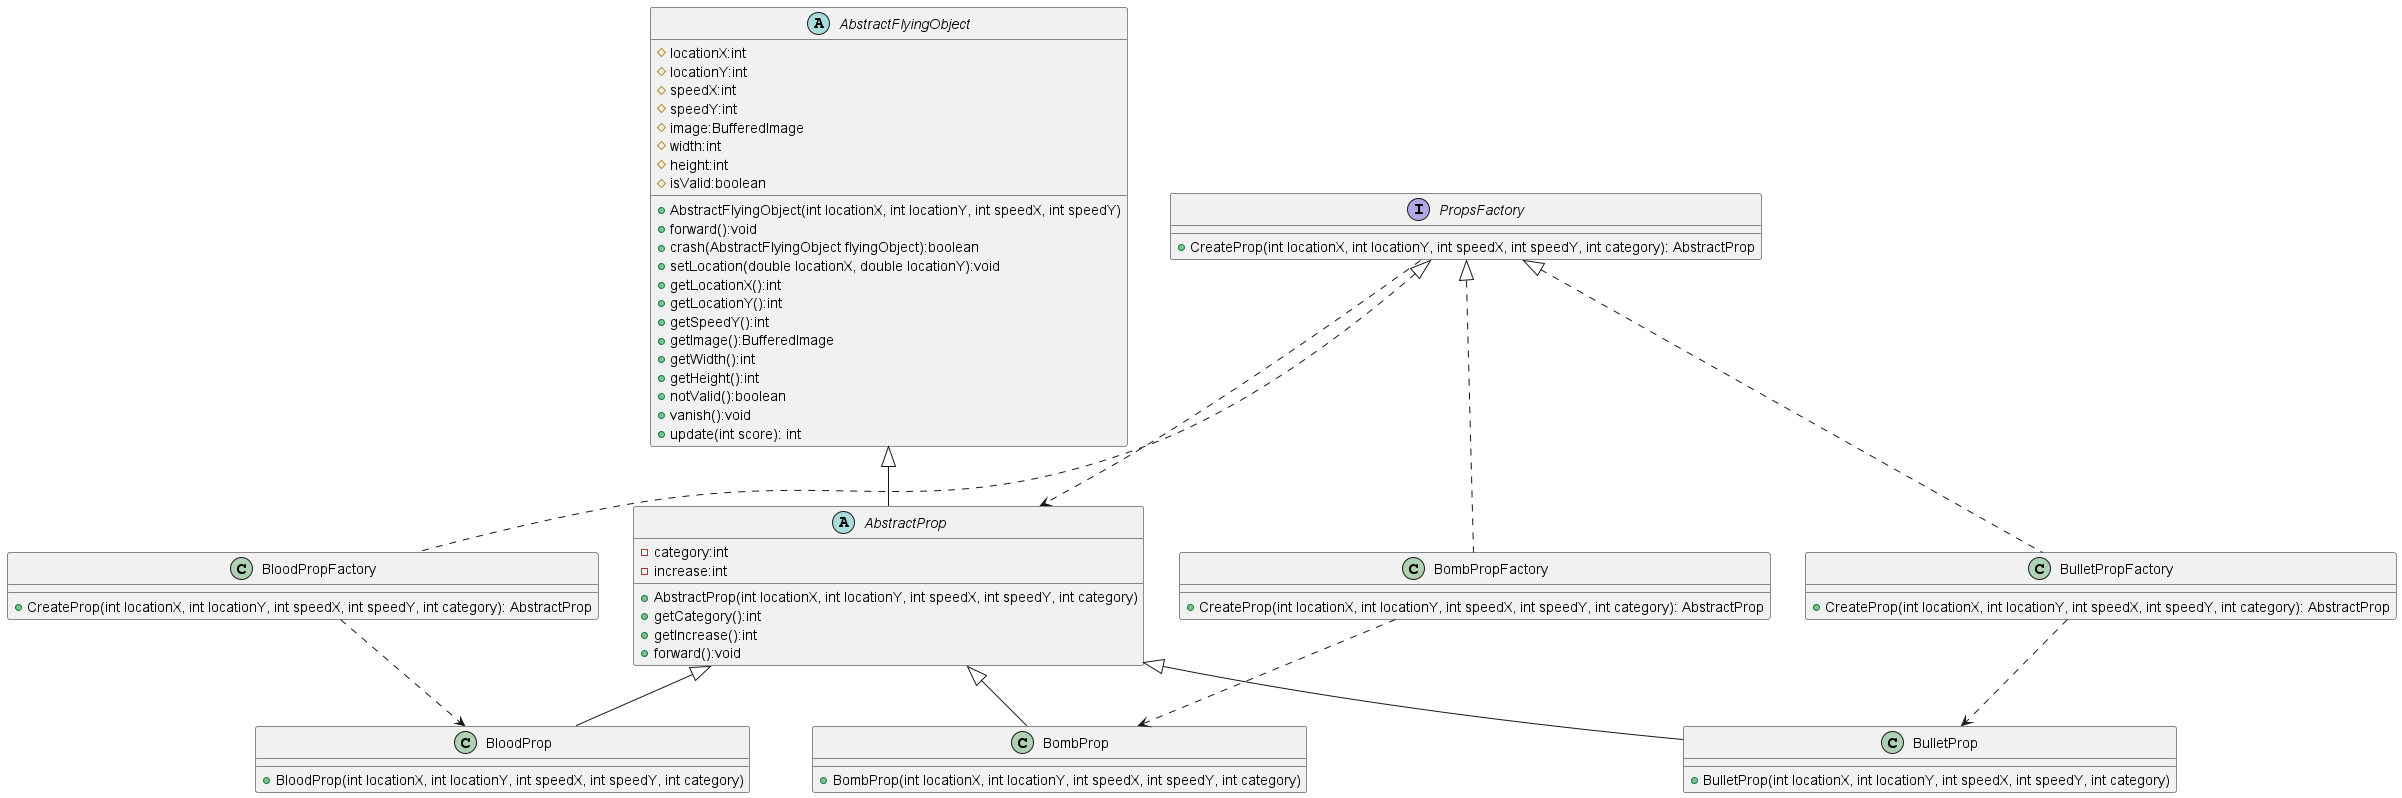 A AbstractFlyingObject
locationX:int
locationY:int
speedX:int
speedY:int
image:BufferedImage
width:int
height:int
isValid:boolean
AbstractFlyingObject(int locationX, int locationY, int speedX, int speedY)
forward():void
crash(AbstractFlyingObject flyingObject):boolean
setLocation(double locationX, double locationY):void
getLocationX():int
getLocationY():int
getSpeedY():int
getImage():BufferedImage
getWidth():int
getHeight():int
notValid():boolean
vanish():void
update(int score): int
I PropsFactory
CreateProp(int locationX, int locationY, int speedX, int speedY, int category): AbstractProp
C BloodPropFactory
CreateProp(int locationX, int locationY, int speedX, int speedY, int category): AbstractProp
A AbstractProp
category:int
increase:int
AbstractProp(int locationX, int locationY, int speedX, int speedY, int category)
getCategory():int
getIncrease():int
forward():void
C BombPropFactory
CreateProp(int locationX, int locationY, int speedX, int speedY, int category): AbstractProp
C BulletPropFactory
CreateProp(int locationX, int locationY, int speedX, int speedY, int category): AbstractProp
C BloodProp
BloodProp(int locationX, int locationY, int speedX, int speedY, int category)
C BombProp
BombProp(int locationX, int locationY, int speedX, int speedY, int category)
C BulletProp
BulletProp(int locationX, int locationY, int speedX, int speedY, int category)